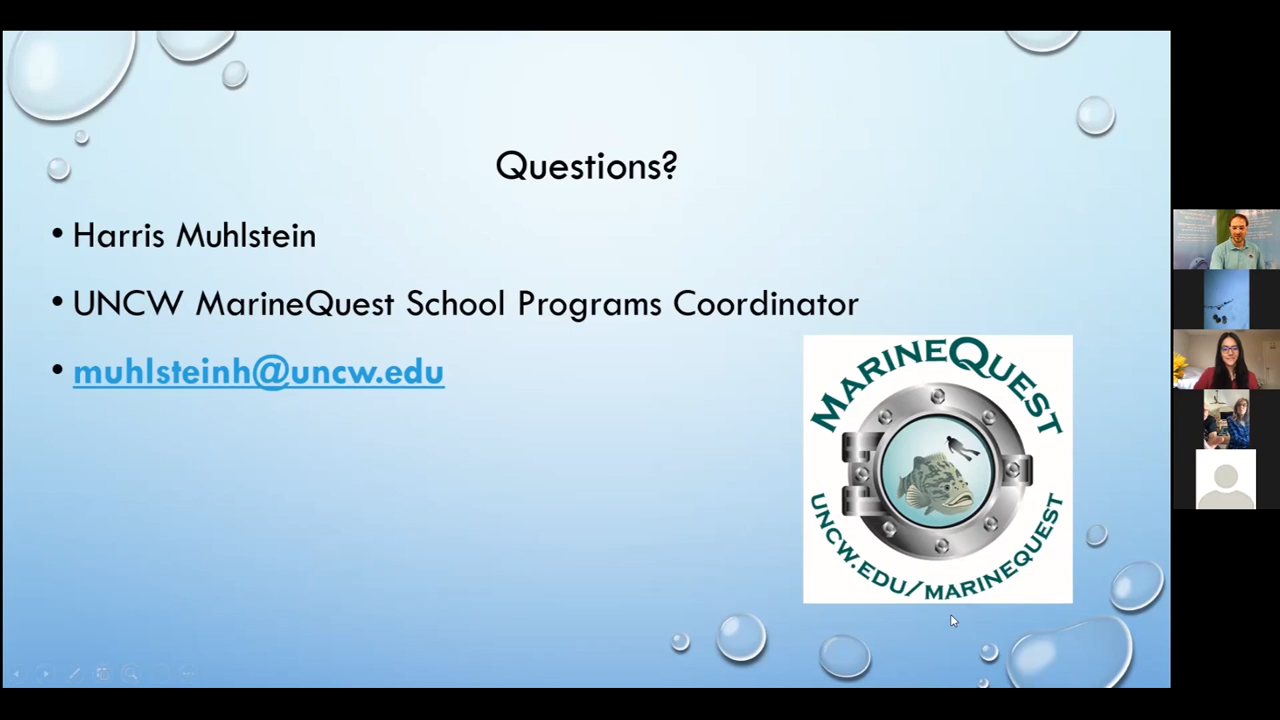 Questions?
• Harris Muhlstein
• UNCW MarineQuest School Programs Coordinator
• muhlsteinh@uncw.edu
MARINEQUEST
UNCW.EDU/MARINEQUEST